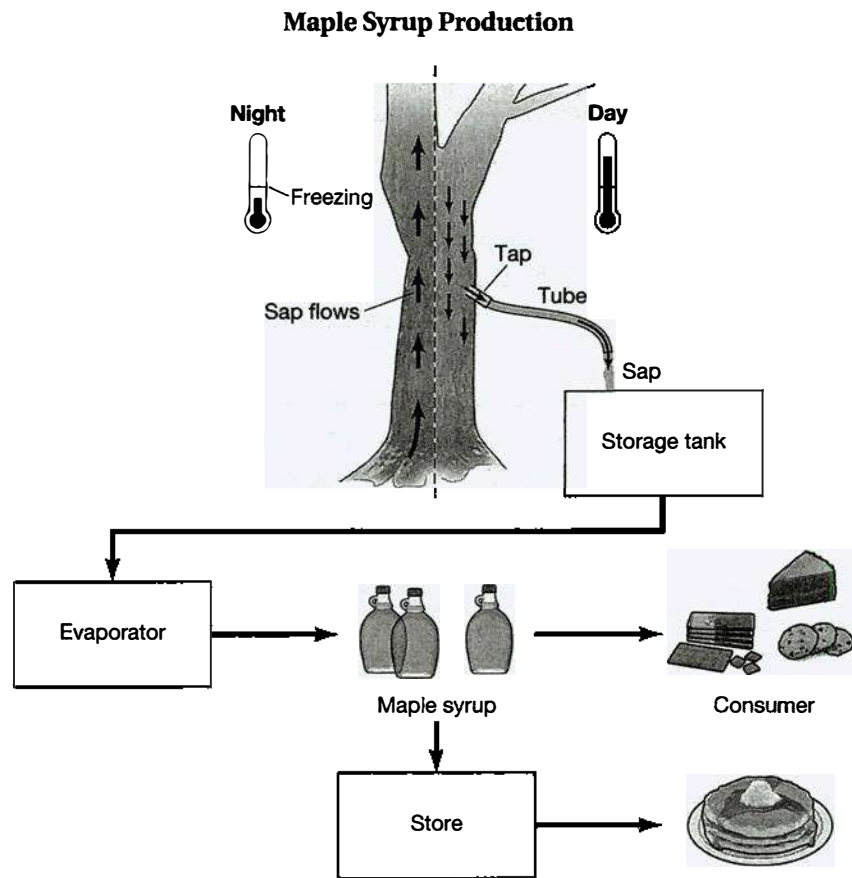 Maple Syrup Production
Night
Day
Freezing
Tap
Tube
Sap flows
Sap
Storage tank
Evaporator
Maple syrup
Consumer
Store